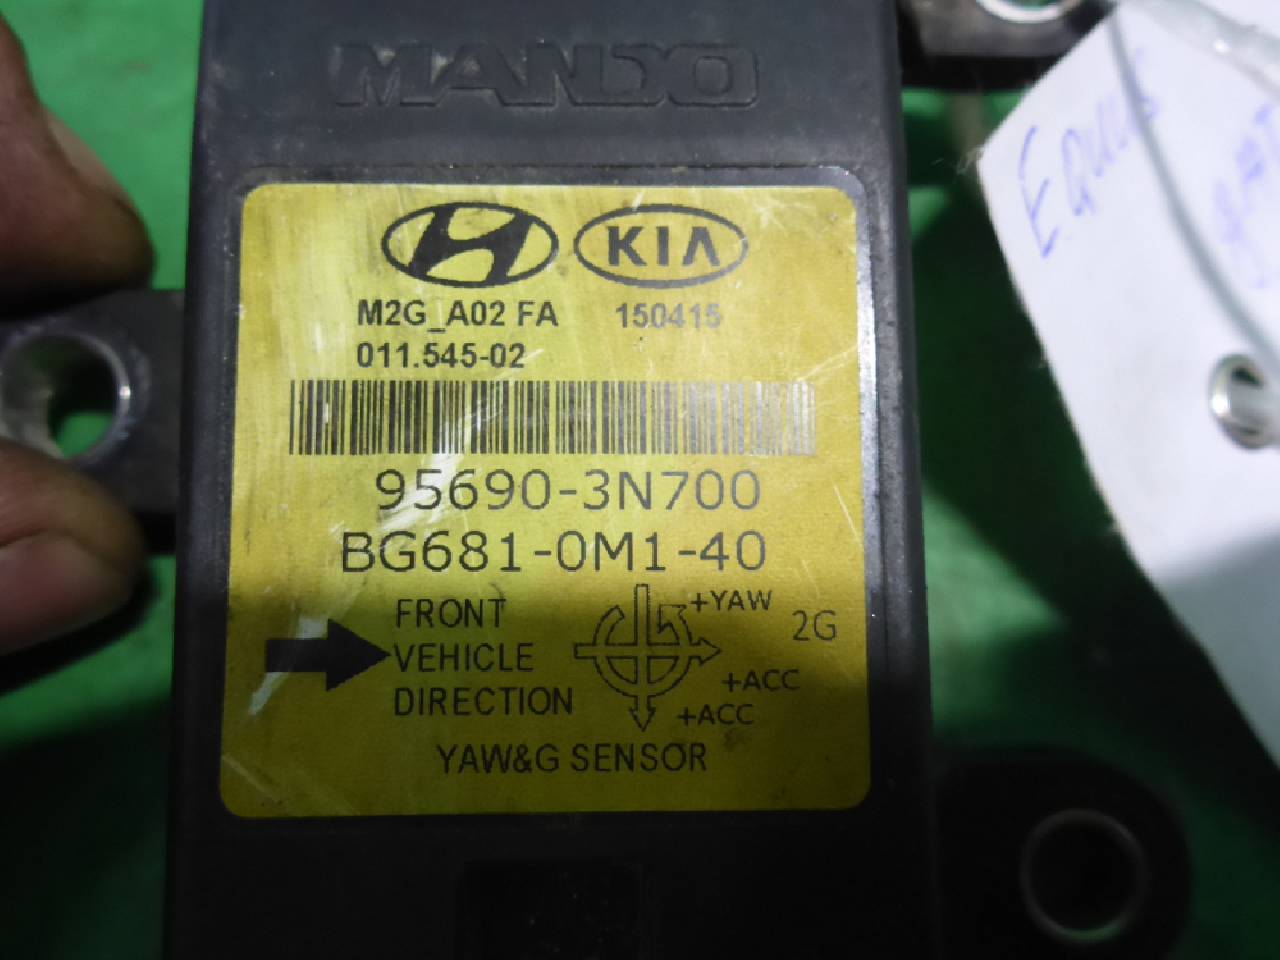 MANDO
KIA
M2G_A02 FA 150415
011.545-02
95690-3N700
BG681-0M1-40
FRONT
VEHICLE
DIRECTION
+YAW
2G
+ACC
+ACC
YAW&G SENSOR
Equus